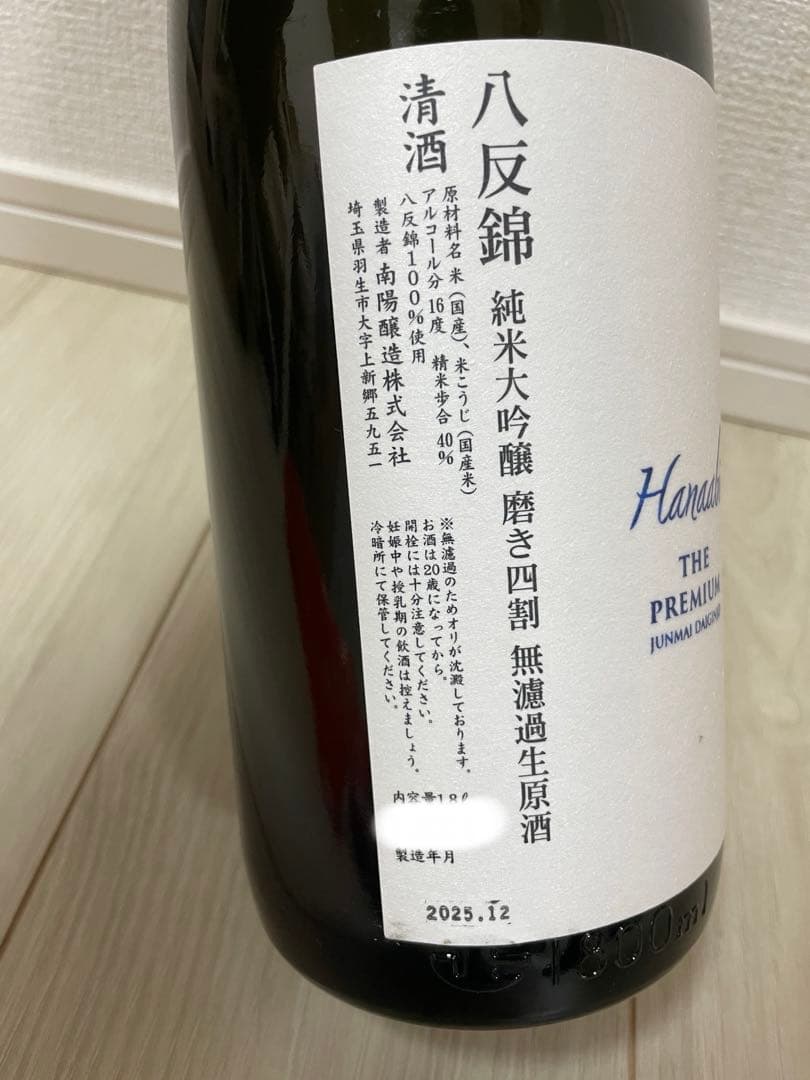 八反錦 純米大吟醸 磨き四割 無濾過生原酒
清酒
原材料名 米(国産)、米こうじ(国産米)
アルコール分 16度 精米歩合 40%
八反錦100%使用
製造者 南陽醸造株式会社
埼玉県羽生市大字上新郷五九五一
※無濾過のためオリが沈澱しております。
お酒は20歳になってから。
開栓には十分注意してください。
妊娠中や授乳期の飲酒は控えましょう。
冷暗所にて保管してください。
内容量1.8ℓ
製造年月
2025.12
THE
PREMIUM
JUNMAI
1800ml